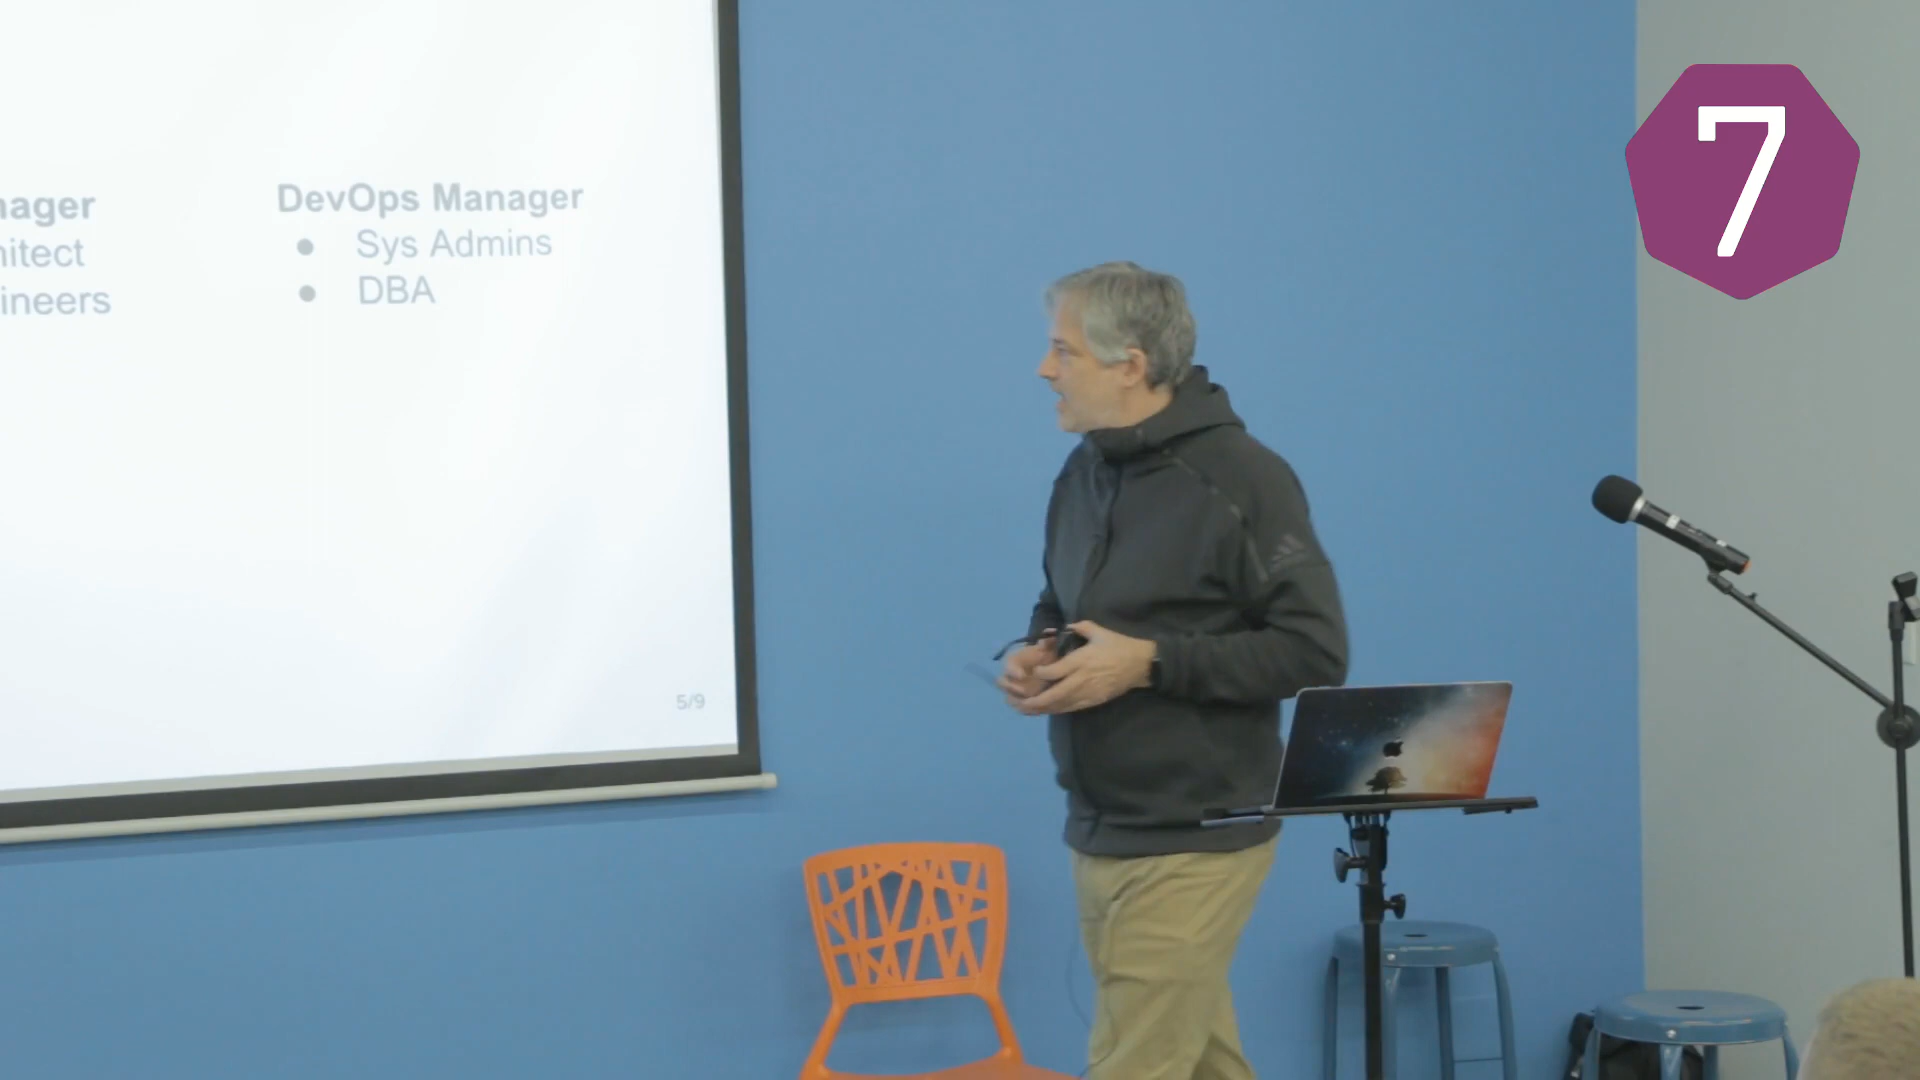 nager
DevOps Manager
hitect
• Sys Admins
ineers
• DBA
5/9
7